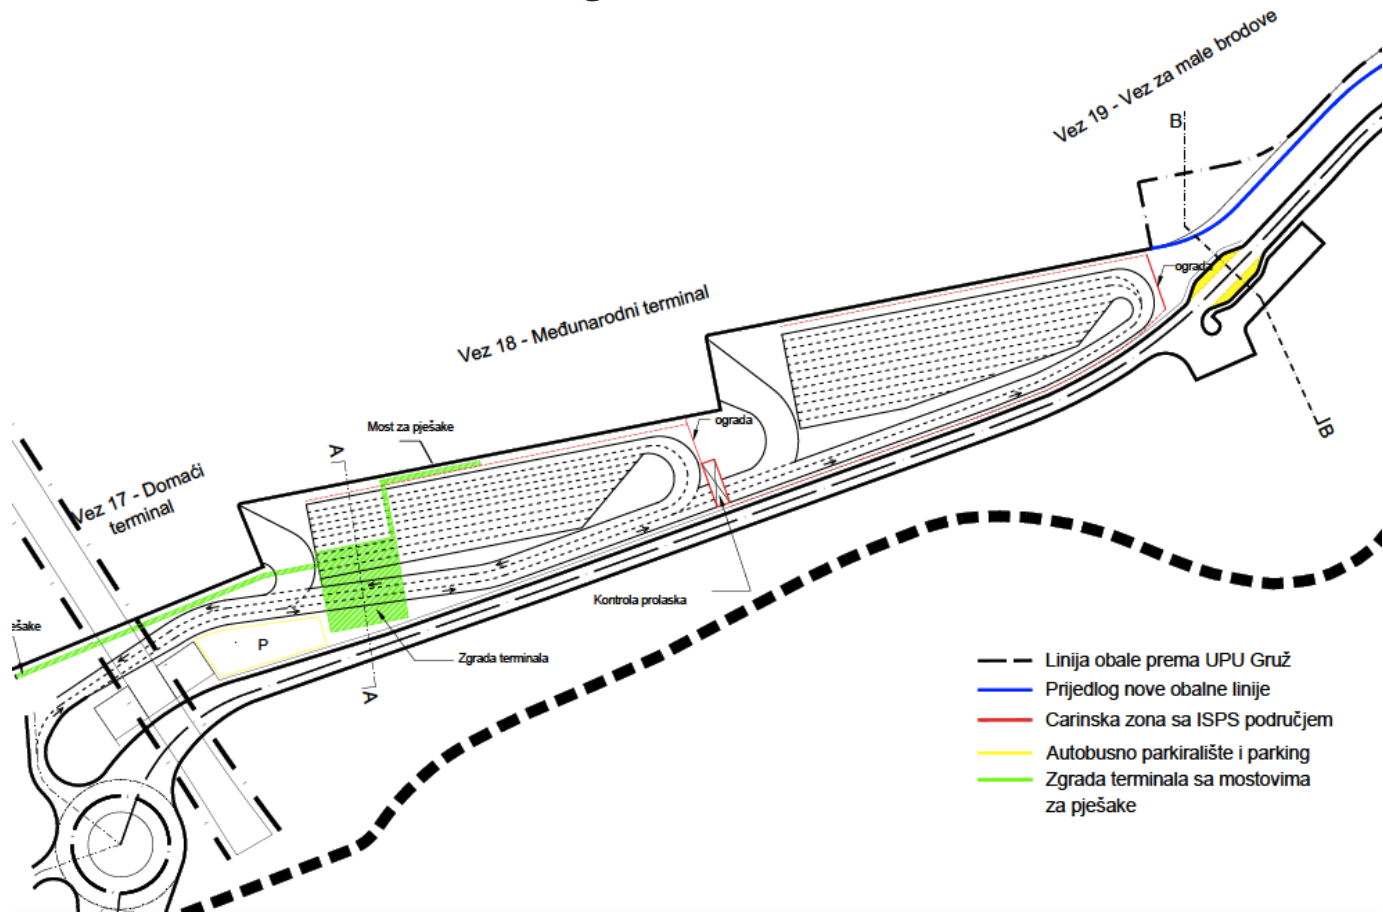 Vez 19 - Vez za male brodove
B
ograda
Vez 18 - Međunarodni terminal
B
Most za pješake
ograda
A
Vez 17 - Domaći
terminal
Kontrola prolaska
ešake
P
Zgrada terminala
A
Linija obale prema UPU Gruž
Prijedlog nove obalne linije
Carinska zona sa ISPS područjem
Autobusno parkiralište i parking
Zgrada terminala sa mostovima
za pješake